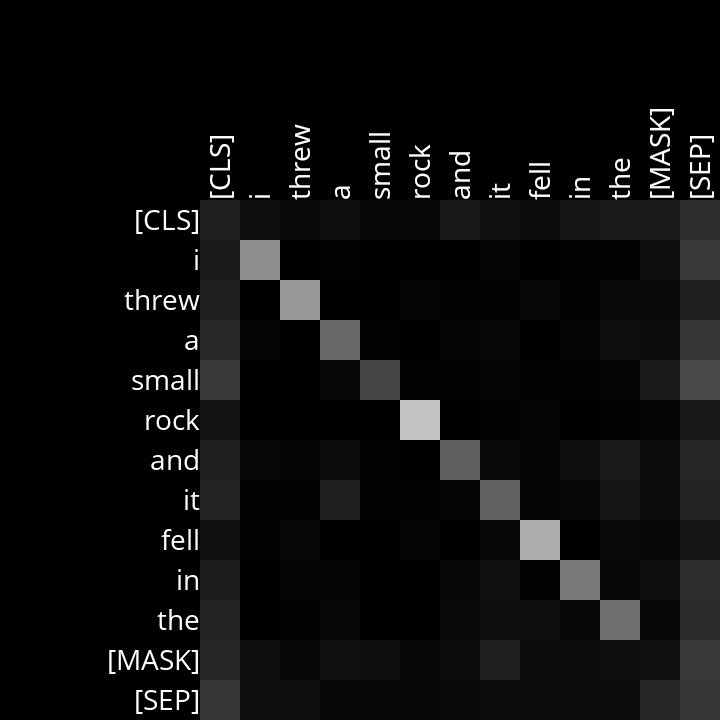 [CLS] i threw a small rock and it fell in the [MASK] [SEP]
[CLS]
i
threw
a
small
rock
and
it
fell
in
the
[MASK]
[SEP]